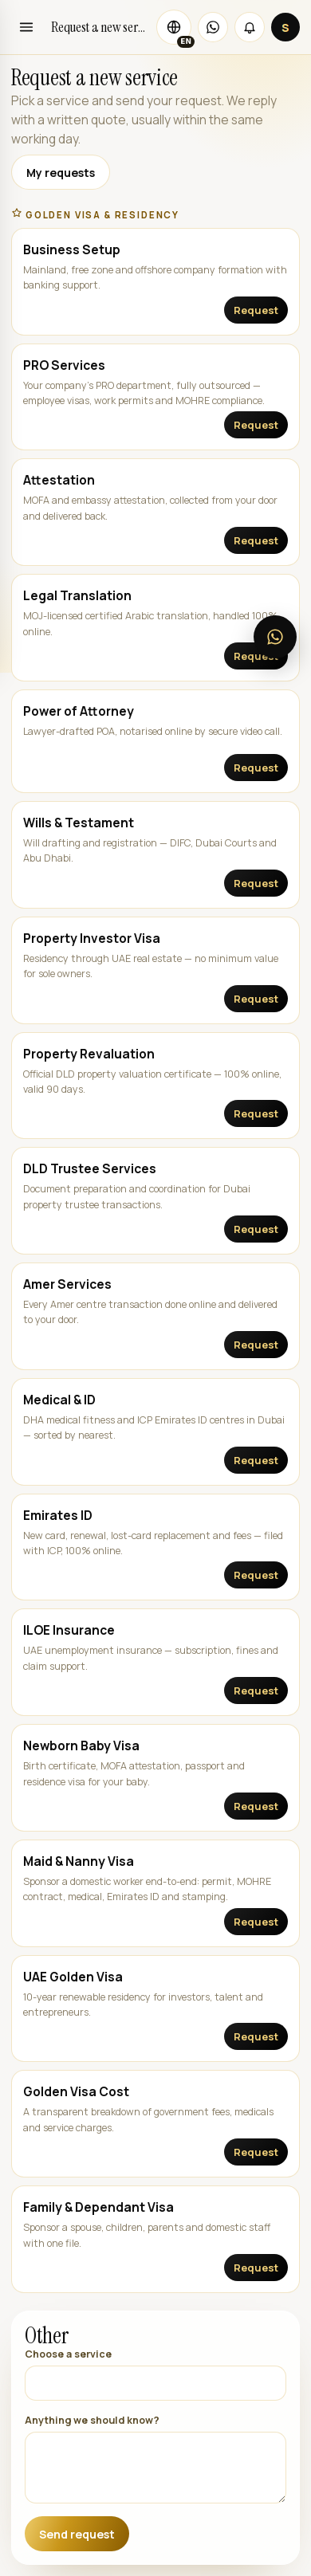 Request a new ser...
EN
S
Request a new service
Pick a service and send your request. We reply
with a written quote, usually within the same
working day.
My requests
GOLDEN VISA & RESIDENCY
Business Setup
Mainland, free zone and offshore company formation with
banking support.
Request
PRO Services
Your company's PRO department, fully outsourced —
employee visas, work permits and MOHRE compliance.
Request
Attestation
MOFA and embassy attestation, collected from your door
and delivered back.
Request
Legal Translation
MOJ-licensed certified Arabic translation, handled 100%
online.
Request
Power of Attorney
Lawyer-drafted POA, notarised online by secure video call.
Request
Wills & Testament
Will drafting and registration — DIFC, Dubai Courts and
Abu Dhabi.
Request
Property Investor Visa
Residency through UAE real estate — no minimum value
for sole owners.
Request
Property Revaluation
Official DLD property valuation certificate — 100% online,
valid 90 days.
Request
DLD Trustee Services
Document preparation and coordination for Dubai
property trustee transactions.
Request
Amer Services
Every Amer centre transaction done online and delivered
to your door.
Request
Medical & ID
DHA medical fitness and ICP Emirates ID centres in Dubai
— sorted by nearest.
Request
Emirates ID
New card, renewal, lost-card replacement and fees — filed
with ICP, 100% online.
Request
ILOE Insurance
UAE unemployment insurance — subscription, fines and
claim support.
Request
Newborn Baby Visa
Birth certificate, MOFA attestation, passport and
residence visa for your baby.
Request
Maid & Nanny Visa
Sponsor a domestic worker end-to-end: permit, MOHRE
contract, medical, Emirates ID and stamping.
Request
UAE Golden Visa
10-year renewable residency for investors, talent and
entrepreneurs.
Request
Golden Visa Cost
A transparent breakdown of government fees, medicals
and service charges.
Request
Family & Dependant Visa
Sponsor a spouse, children, parents and domestic staff
with one file.
Request
Other
Choose a service
Anything we should know?
Send request